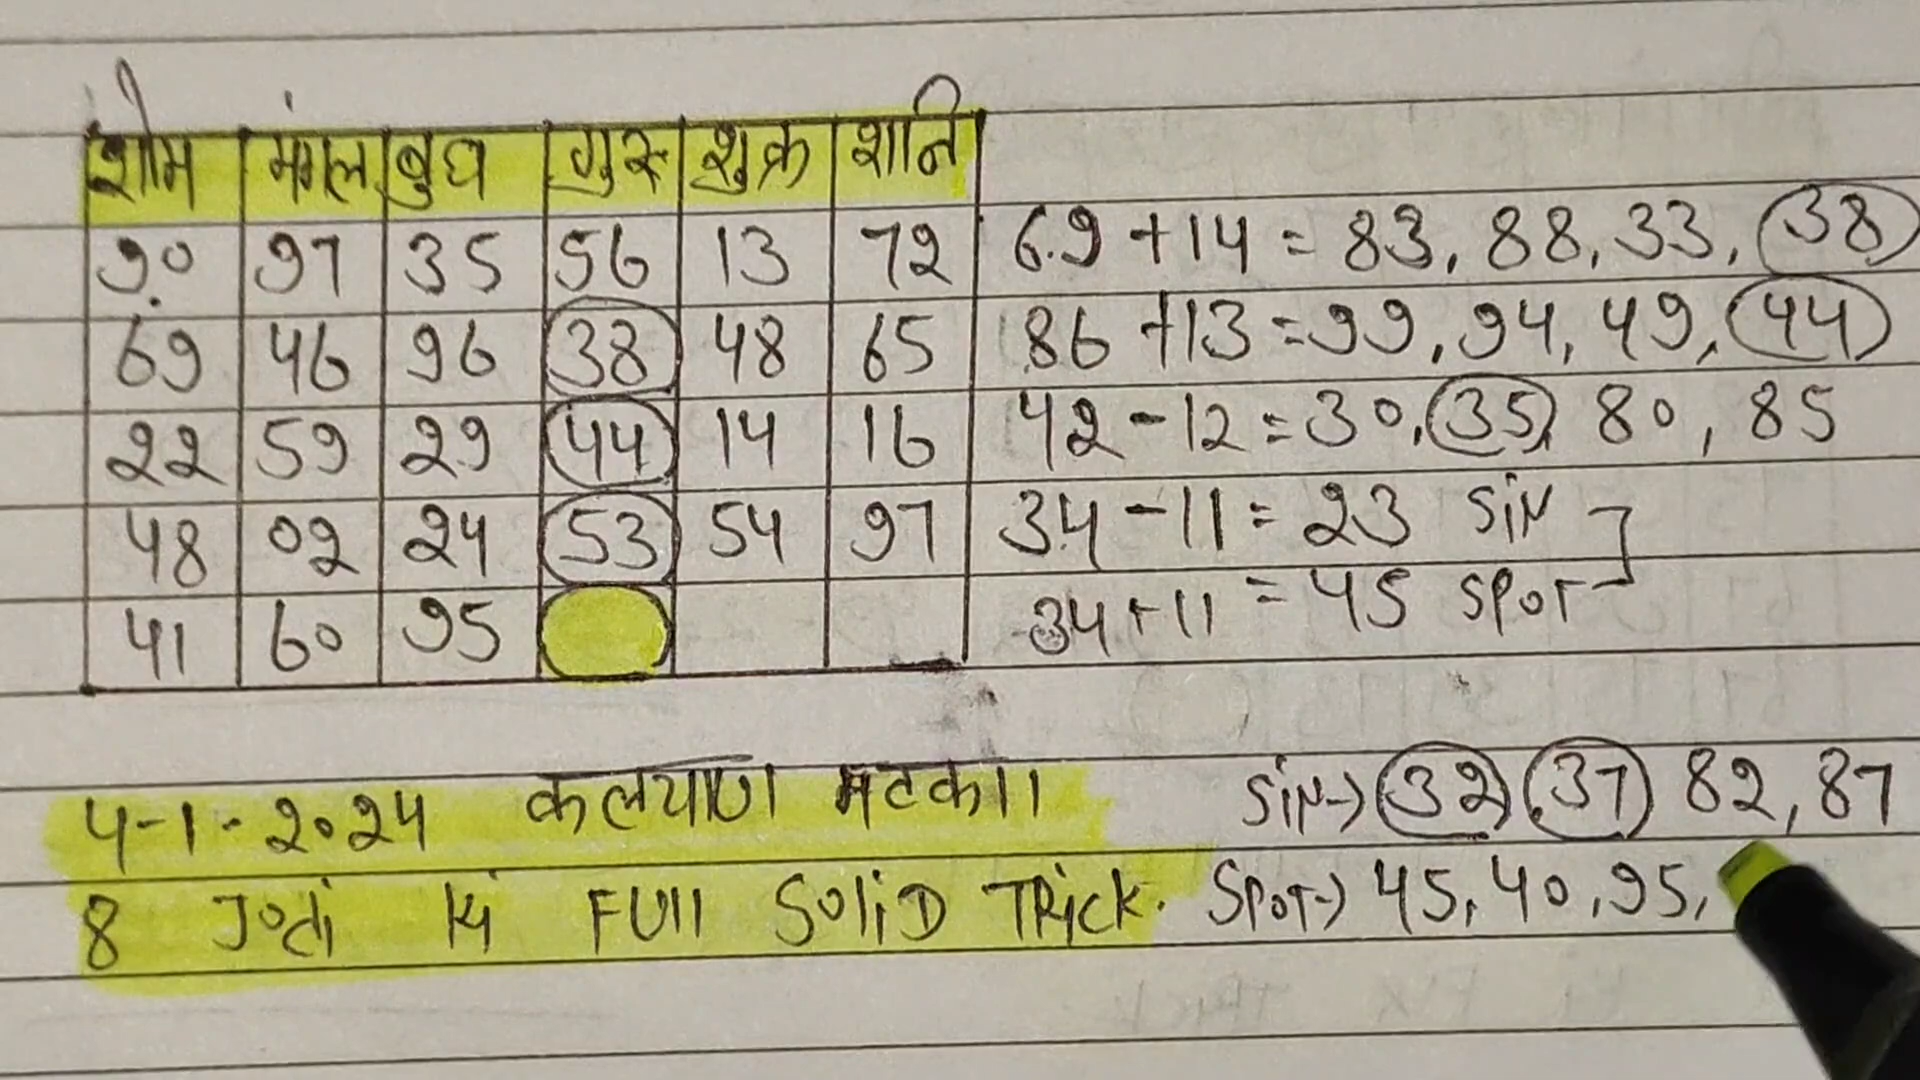 शोम मंगल बुध गुरु शुक्र शनि
90 97 35 56 13 72 69+14=83, 88, 33, 38
69 46 96 38 48 65 86+13=99, 94, 49, 44
22 59 29 44 14 16 42-12=30, 35, 80, 85
48 02 24 53 54 97 34-11=23 SiN
41 60 95 34+11=45 SPOT
4-1-2024 कलयाण मटका।। SiN→ 32 37 82, 87
8 Jodi Ki FUll SoliD TRick. SPOT→ 45, 40, 95,